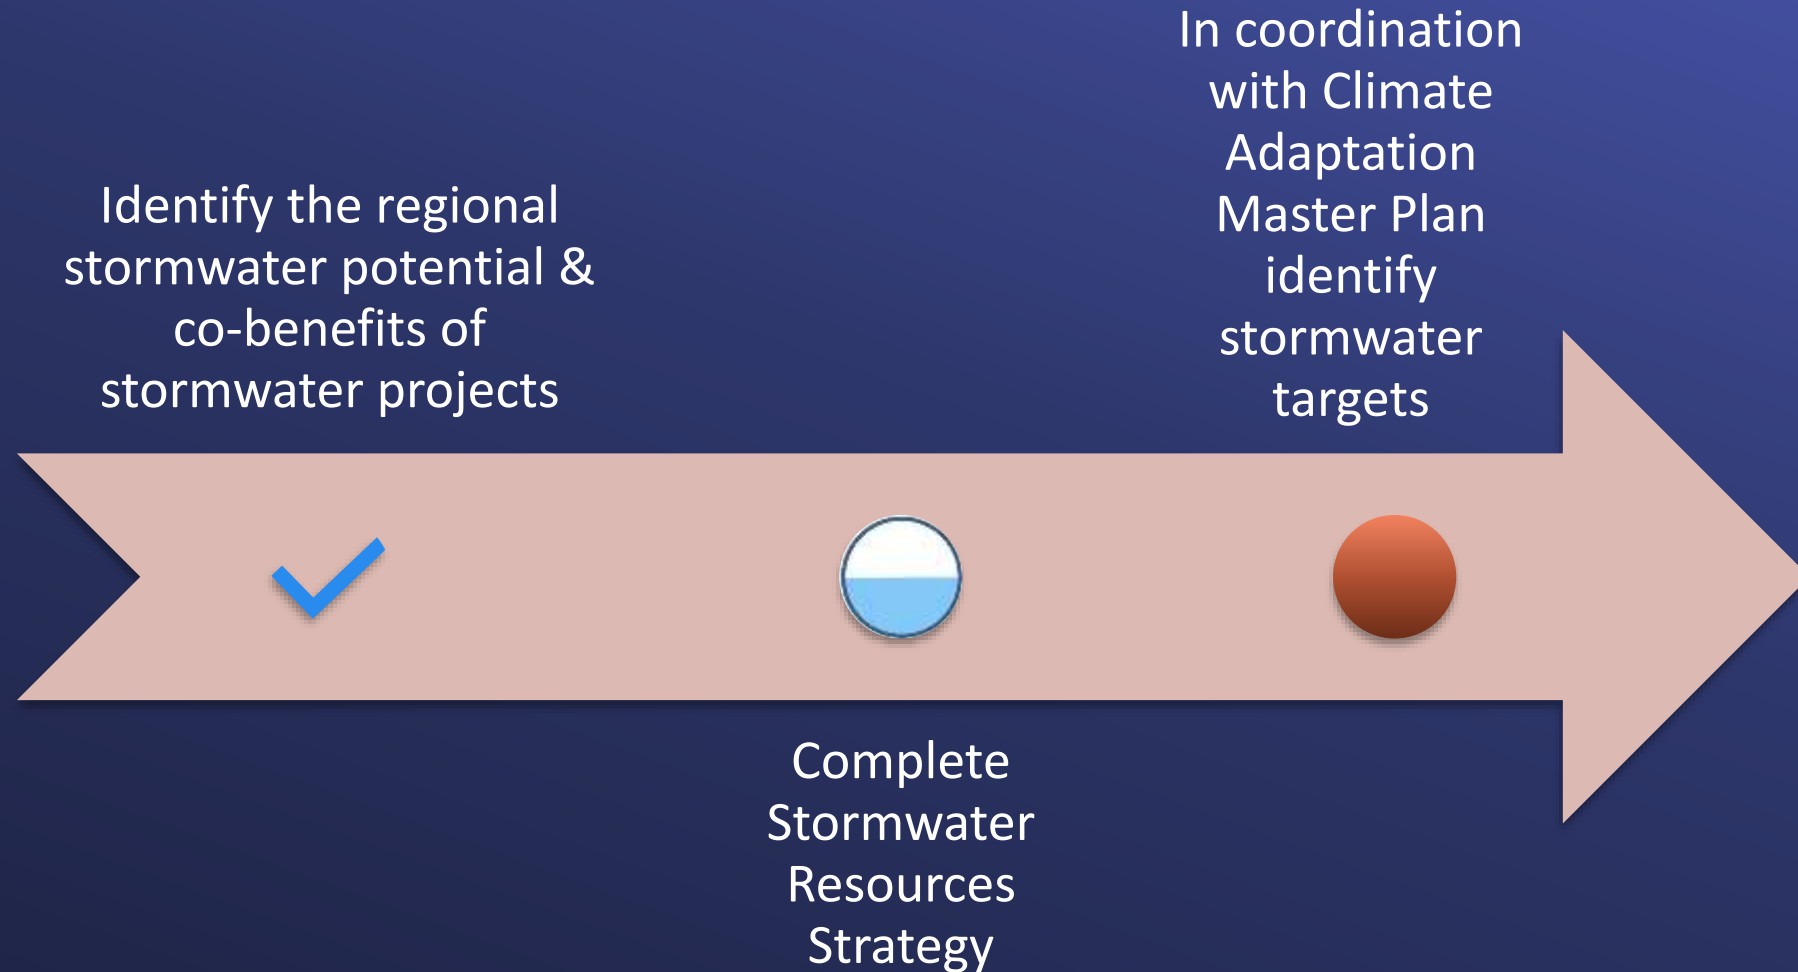 Identify the regional
stormwater potential &
co-benefits of
stormwater projects
Complete
Stormwater
Resources
Strategy
In coordination
with Climate
Adaptation
Master Plan
identify
stormwater
targets